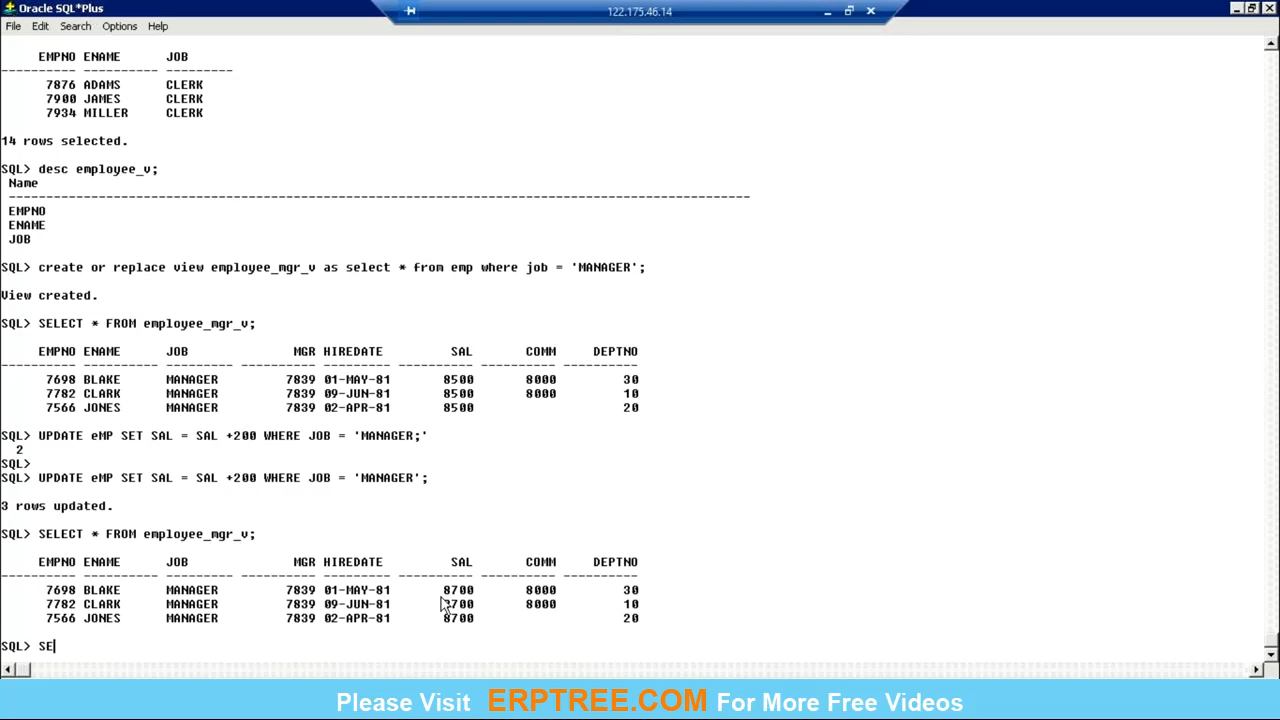 Oracle SQL*Plus
122.175.46.14
File Edit Search Options Help
EMPNO ENAME JOB
---------- ---------- ---------
7876 ADAMS CLERK
7900 JAMES CLERK
7934 MILLER CLERK
14 rows selected.
SQL> desc employee_v;
Name
----------------------------------------------------------------------------------------------------
EMPNO
ENAME
JOB
SQL> create or replace view employee_mgr_v as select * from emp where job = 'MANAGER';
View created.
SQL> SELECT * FROM employee_mgr_v;
EMPNO ENAME JOB MGR HIREDATE SAL COMM DEPTNO
---------- ---------- --------- ---------- --------- ---------- ---------- ----------
7698 BLAKE MANAGER 7839 01-MAY-81 8500 8000 30
7782 CLARK MANAGER 7839 09-JUN-81 8500 8000 10
7566 JONES MANAGER 7839 02-APR-81 8500 20
SQL> UPDATE eMP SET SAL = SAL +200 WHERE JOB = 'MANAGER;'
2
SQL>
SQL> UPDATE eMP SET SAL = SAL +200 WHERE JOB = 'MANAGER';
3 rows updated.
SQL> SELECT * FROM employee_mgr_v;
EMPNO ENAME JOB MGR HIREDATE SAL COMM DEPTNO
---------- ---------- --------- ---------- --------- ---------- ---------- ----------
7698 BLAKE MANAGER 7839 01-MAY-81 8700 8000 30
7782 CLARK MANAGER 7839 09-JUN-81 8700 8000 10
7566 JONES MANAGER 7839 02-APR-81 8700 20
SQL> SE
Please Visit ERPTREE.COM For More Free Videos